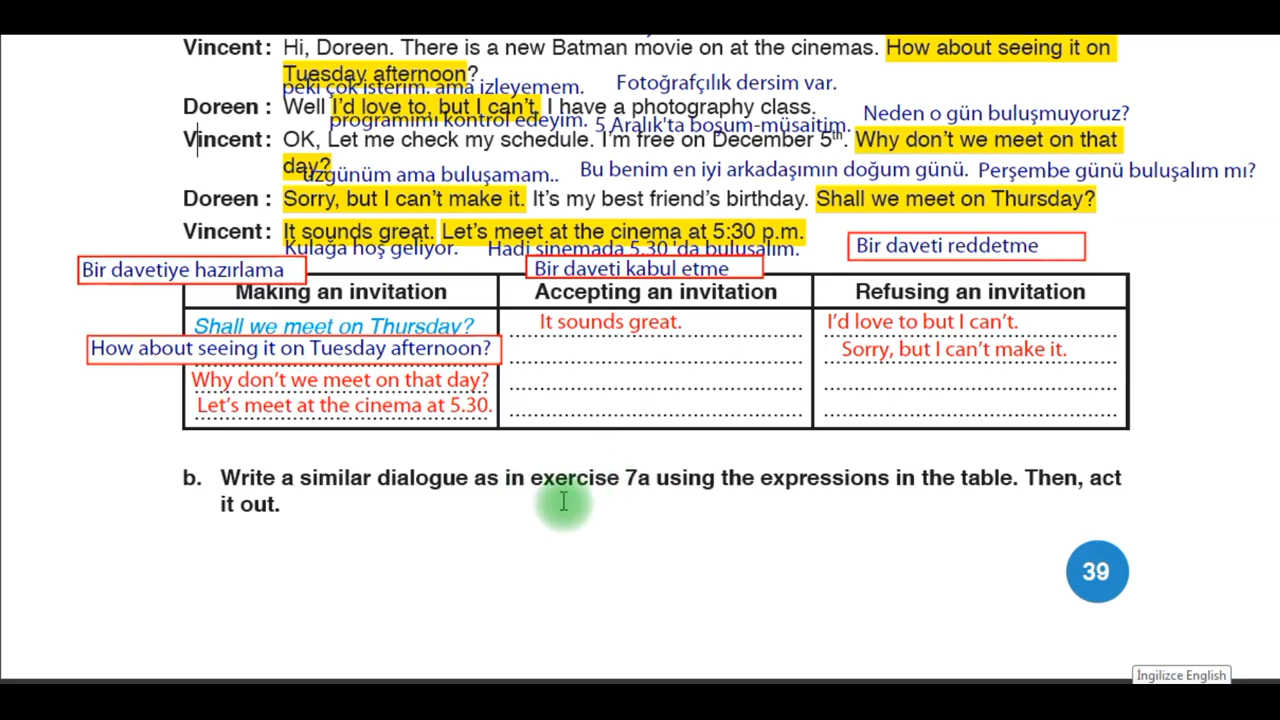 Vincent : Hi, Doreen. There is a new Batman movie on at the cinemas. How about seeing it on
Tuesday afternoon?
peki çok isterim. ama izleyemem. Fotoğrafçılık dersim var.
Doreen : Well I'd love to, but I can't. I have a photography class.
programımı kontrol edeyim. 5 Aralık'ta boşum-müsaitim. Neden o gün buluşmuyoruz?
Vincent : OK, Let me check my schedule. I'm free on December 5th. Why don't we meet on that
day?
üzgünüm ama buluşamam.. Bu benim en iyi arkadaşımın doğum günü. Perşembe günü buluşalım mı?
Doreen : Sorry, but I can't make it. It's my best friend's birthday. Shall we meet on Thursday?
Vincent : It sounds great. Let's meet at the cinema at 5:30 p.m.
Kulağa hoş geliyor. Hadi sinemada 5.30 'da buluşalım. Bir daveti reddetme
Bir davetiye hazırlama Bir daveti kabul etme
Making an invitation Accepting an invitation Refusing an invitation
Shall we meet on Thursday? It sounds great. I'd love to but I can't.
How about seeing it on Tuesday afternoon? Sorry, but I can't make it.
Why don't we meet on that day?
Let's meet at the cinema at 5.30.
b. Write a similar dialogue as in exercise 7a using the expressions in the table. Then, act
it out.
39
İngilizce English